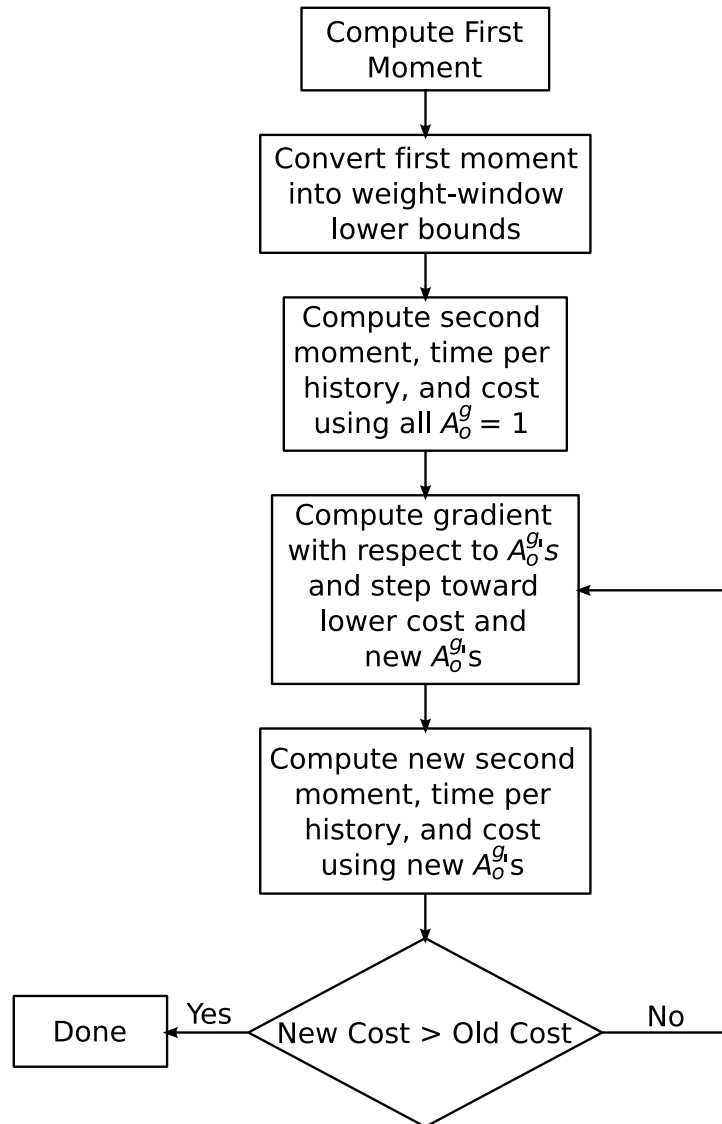 Compute First
Moment
Convert first moment
into weight-window
lower bounds
Compute second
moment, time per
history, and cost
using all A_o^g = 1
Compute gradient
with respect to A_o^g's
and step toward
lower cost and
new A_o^g's
Compute new second
moment, time per
history, and cost
using new A_o^g's
Done
Yes
New Cost > Old Cost
No